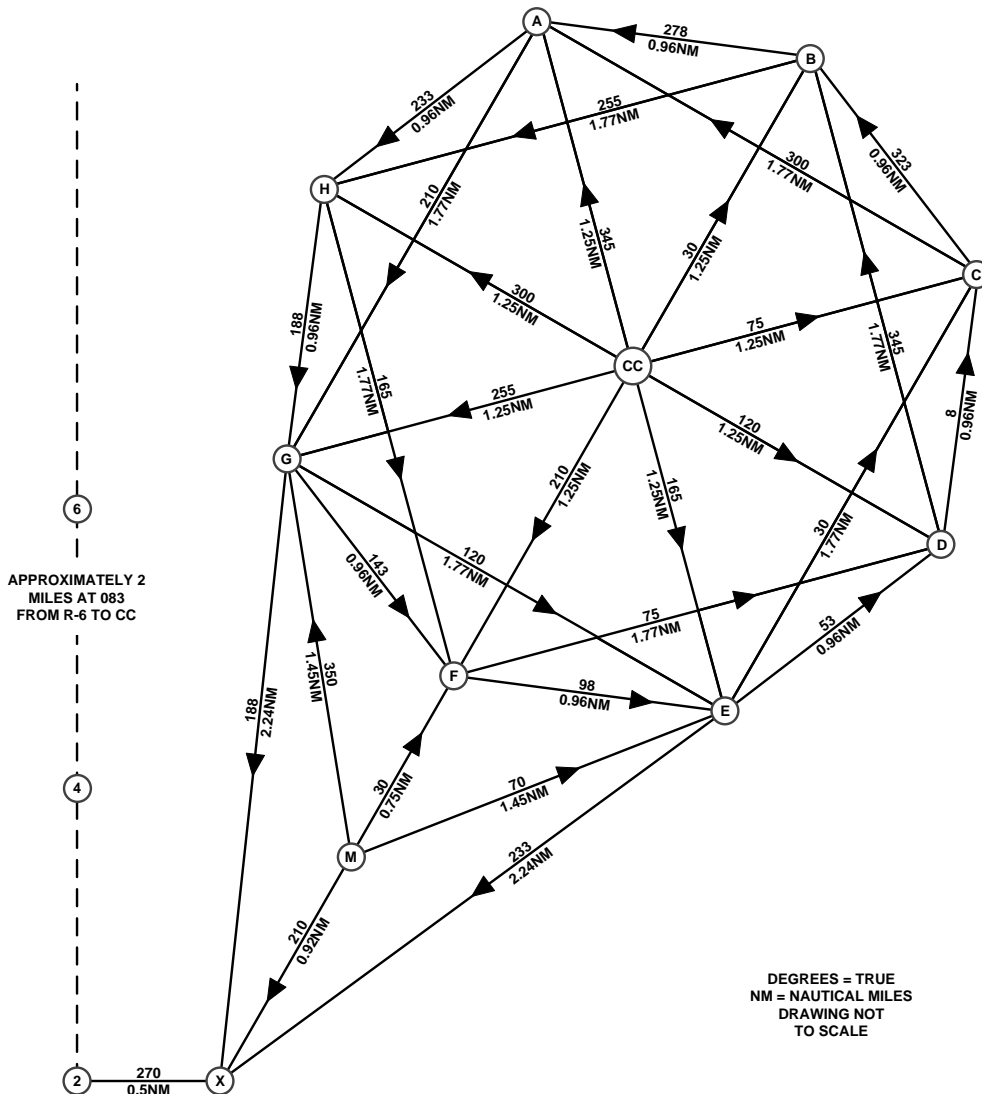 A
278
0.96NM
B
233
0.96NM
255
1.77NM
323
0.96NM
300
1.77NM
H
210
1.77NM
345
1.25NM
30
1.25NM
C
300
1.25NM
188
0.96NM
75
1.25NM
345
1.77NM
165
1.77NM
CC
255
1.25NM
120
1.25NM
8
0.96NM
G
210
1.25NM
165
1.25NM
6
30
1.77NM
D
143
0.96NM
120
1.77NM
APPROXIMATELY 2
MILES AT 083
FROM R-6 TO CC
75
1.77NM
53
0.96NM
F
350
1.45NM
98
0.96NM
E
188
2.24NM
4
30
0.75NM
70
1.45NM
M
233
2.24NM
210
0.92NM
DEGREES = TRUE
NM = NAUTICAL MILES
DRAWING NOT
TO SCALE
2
270
0.5NM
X